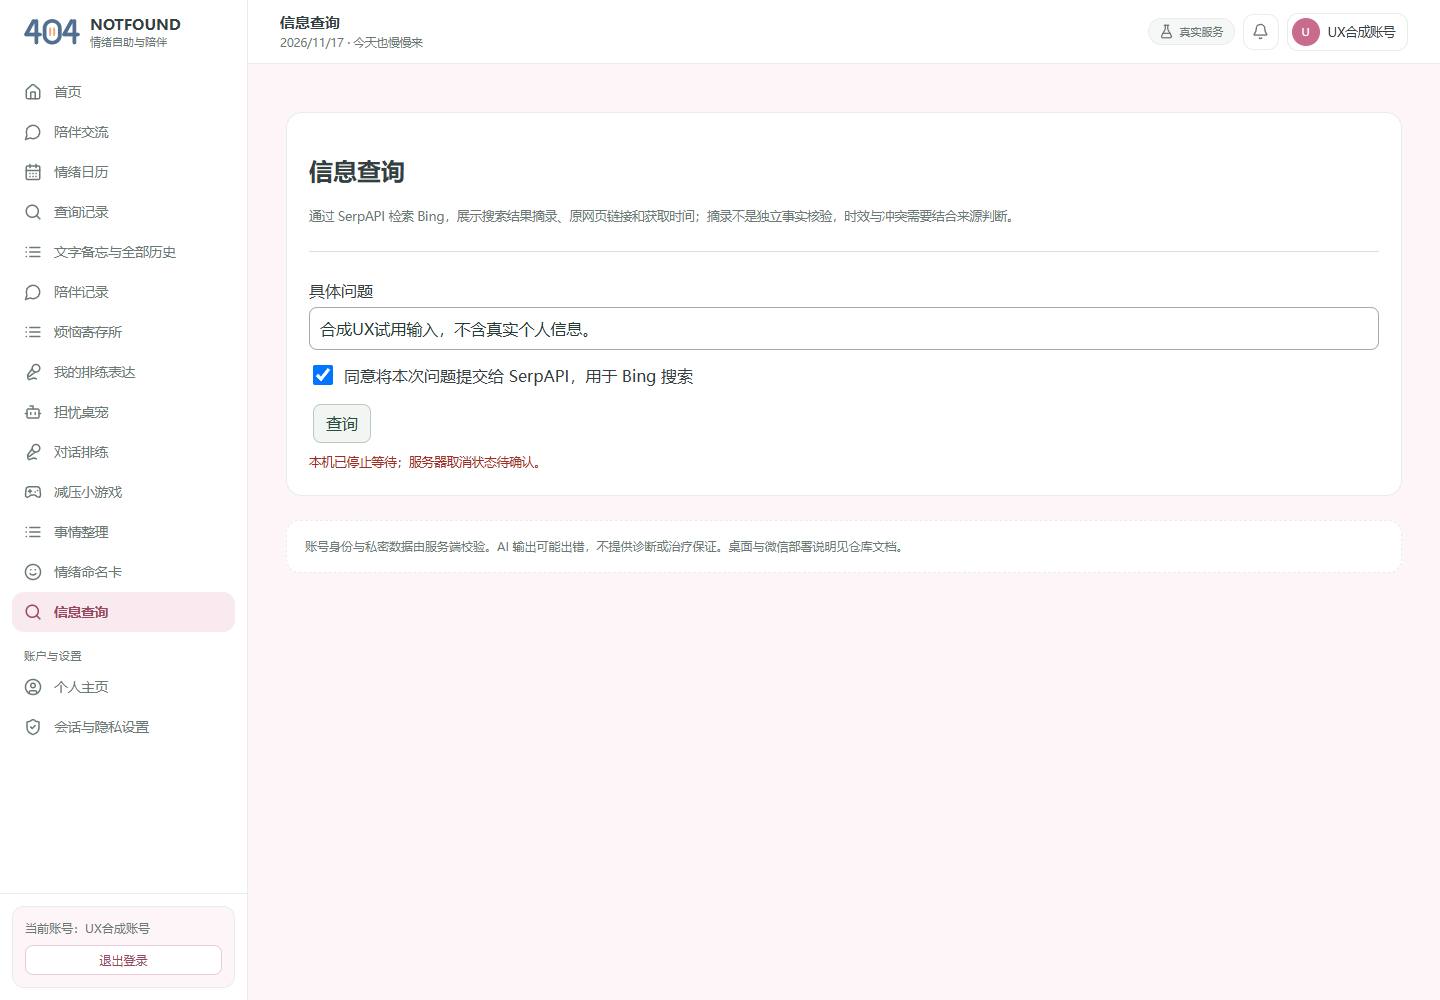 404 NOTFOUND
情绪自助与陪伴
首页
陪伴交流
情绪日历
查询记录
文字备忘与全部历史
陪伴记录
烦恼寄存所
我的排练表达
担忧桌宠
对话排练
减压小游戏
事情整理
情绪命名卡
信息查询
账户与设置
个人主页
会话与隐私设置
当前账号：UX合成账号
退出登录
信息查询
2026/11/17 · 今天也慢慢来
真实服务
U UX合成账号
信息查询
通过 SerpAPI 检索 Bing，展示搜索结果摘录、原网页链接和获取时间；摘录不是独立事实核验，时效与冲突需要结合来源判断。
具体问题
合成UX试用输入，不含真实个人信息。
同意将本次问题提交给 SerpAPI，用于 Bing 搜索
查询
本机已停止等待；服务器取消状态待确认。
账号身份与私密数据由服务端校验。AI 输出可能出错，不提供诊断或治疗保证。桌面与微信部署说明见仓库文档。